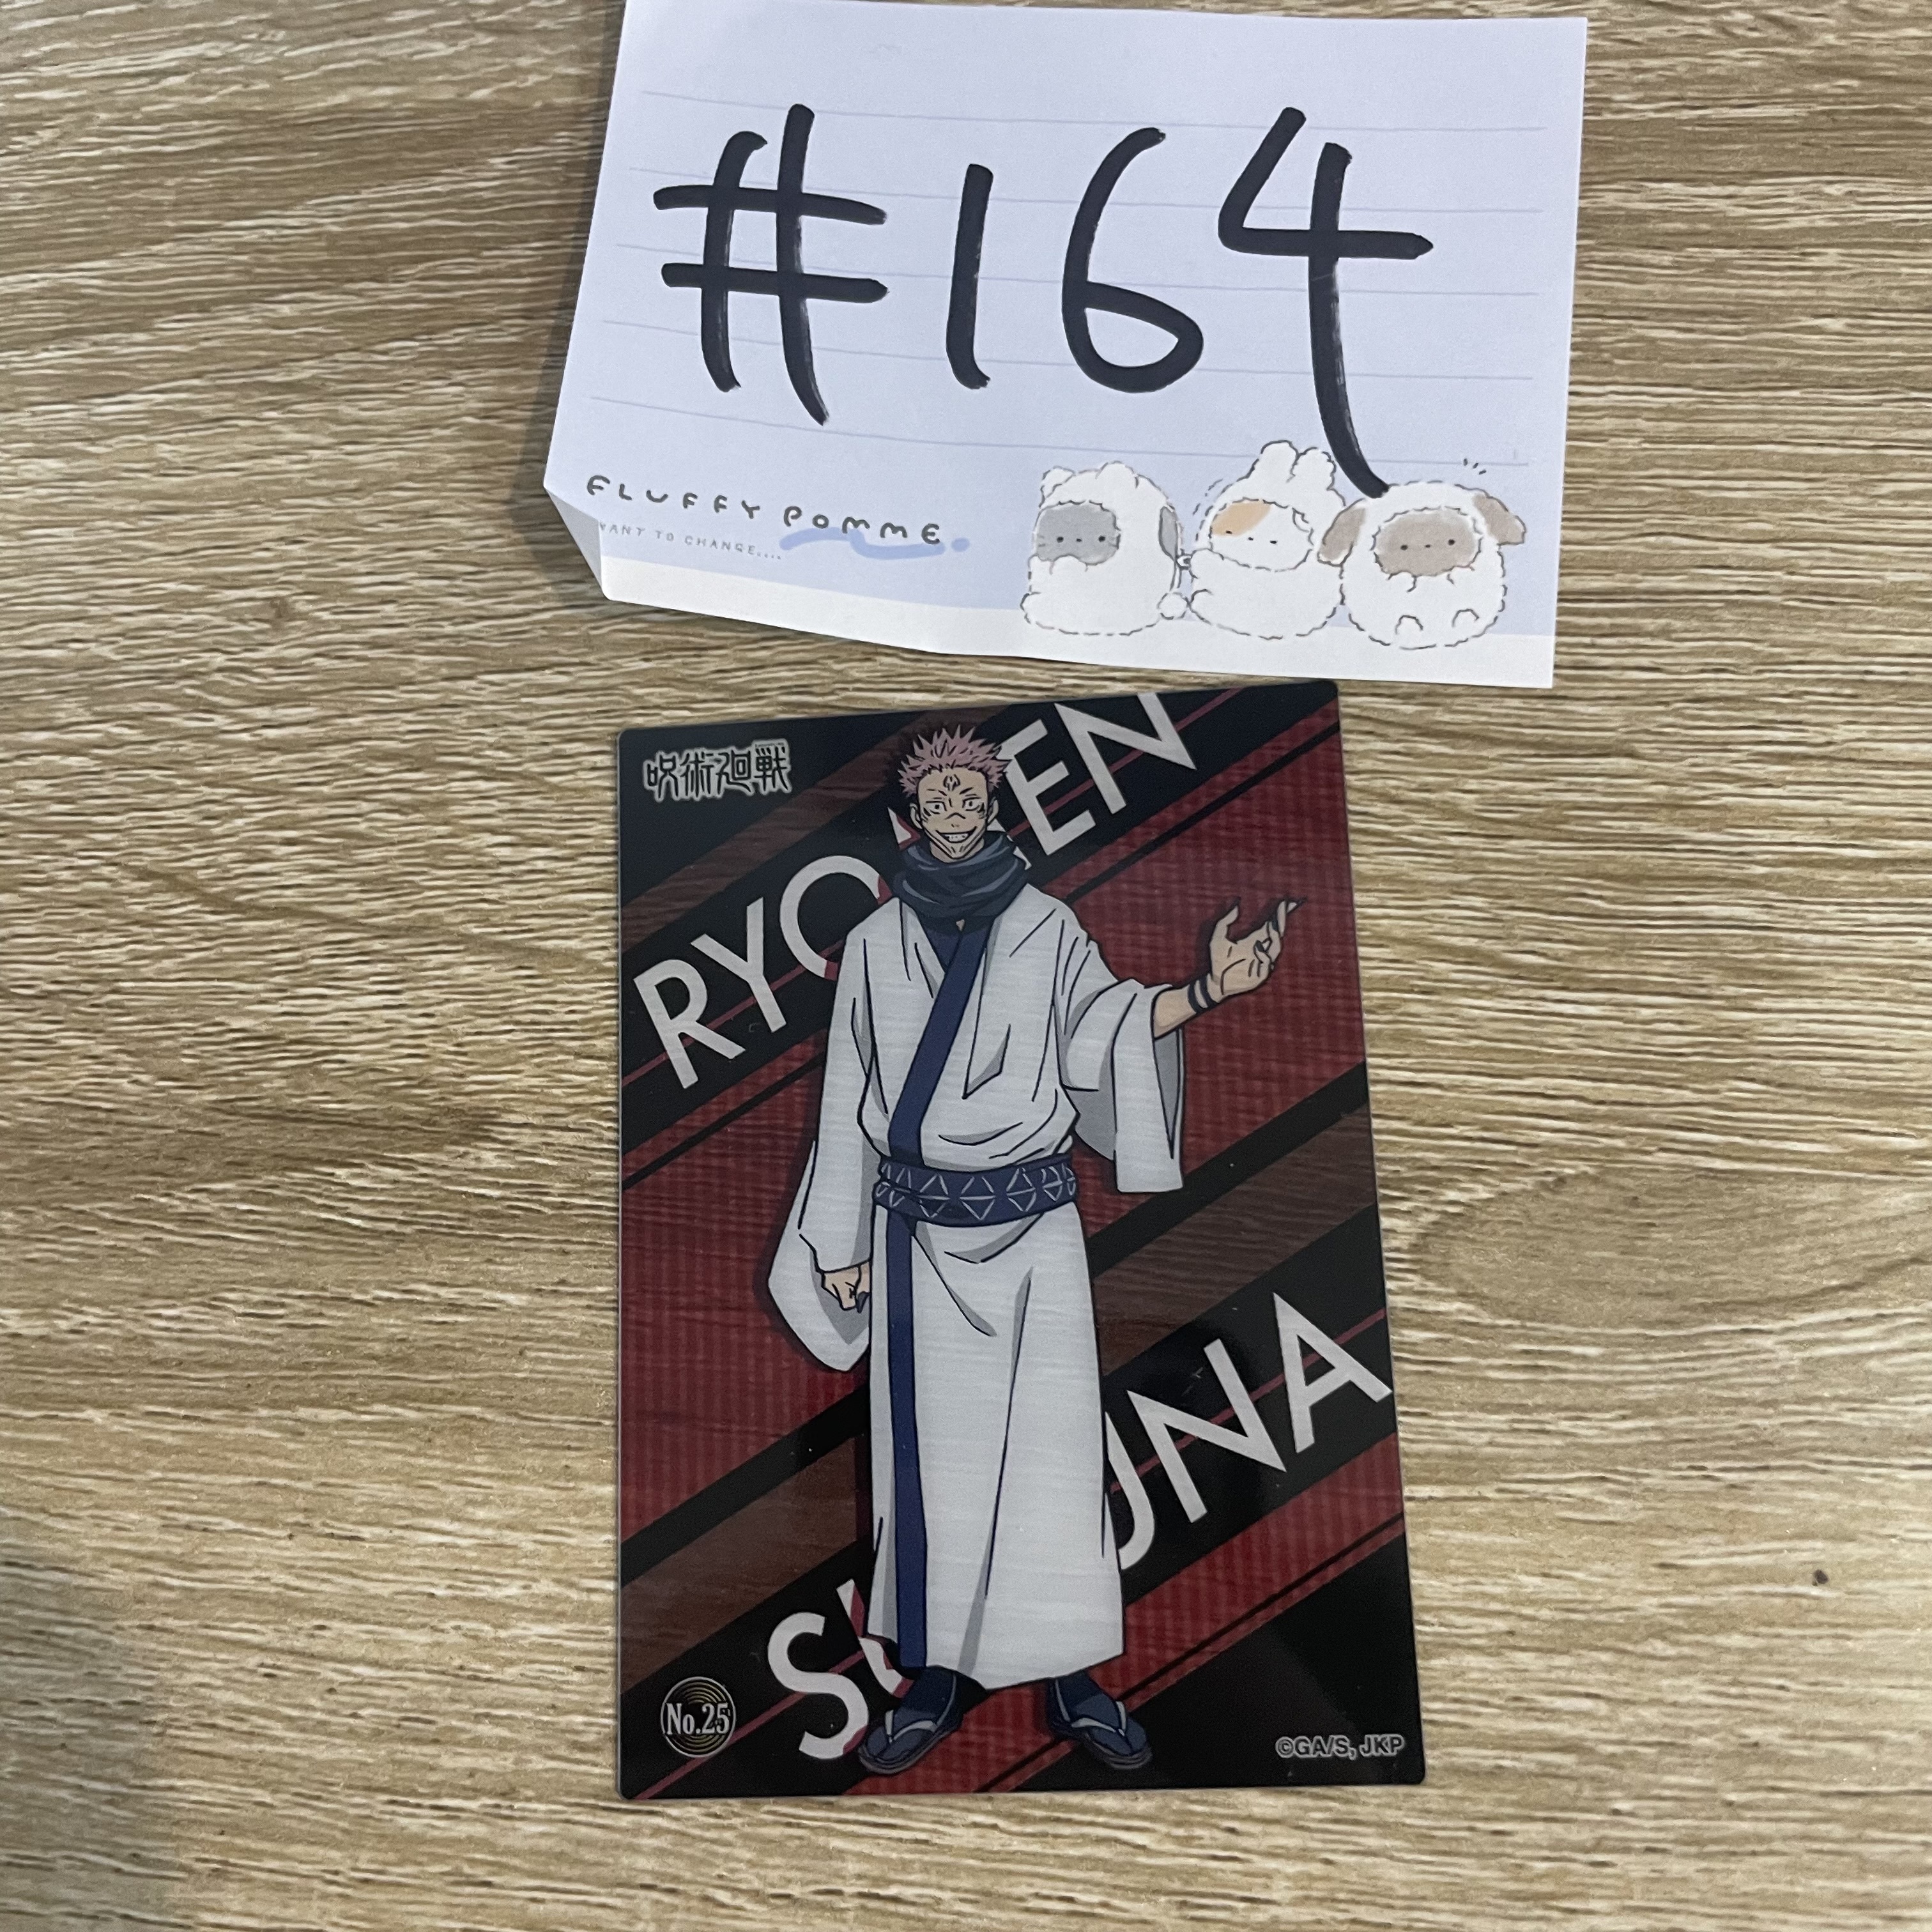 #164
FLUFFY POMME.
WANT TO CHANGE....
呪術廻戦
RYO EN
SU UNA
No.25
©GA/S, JKP